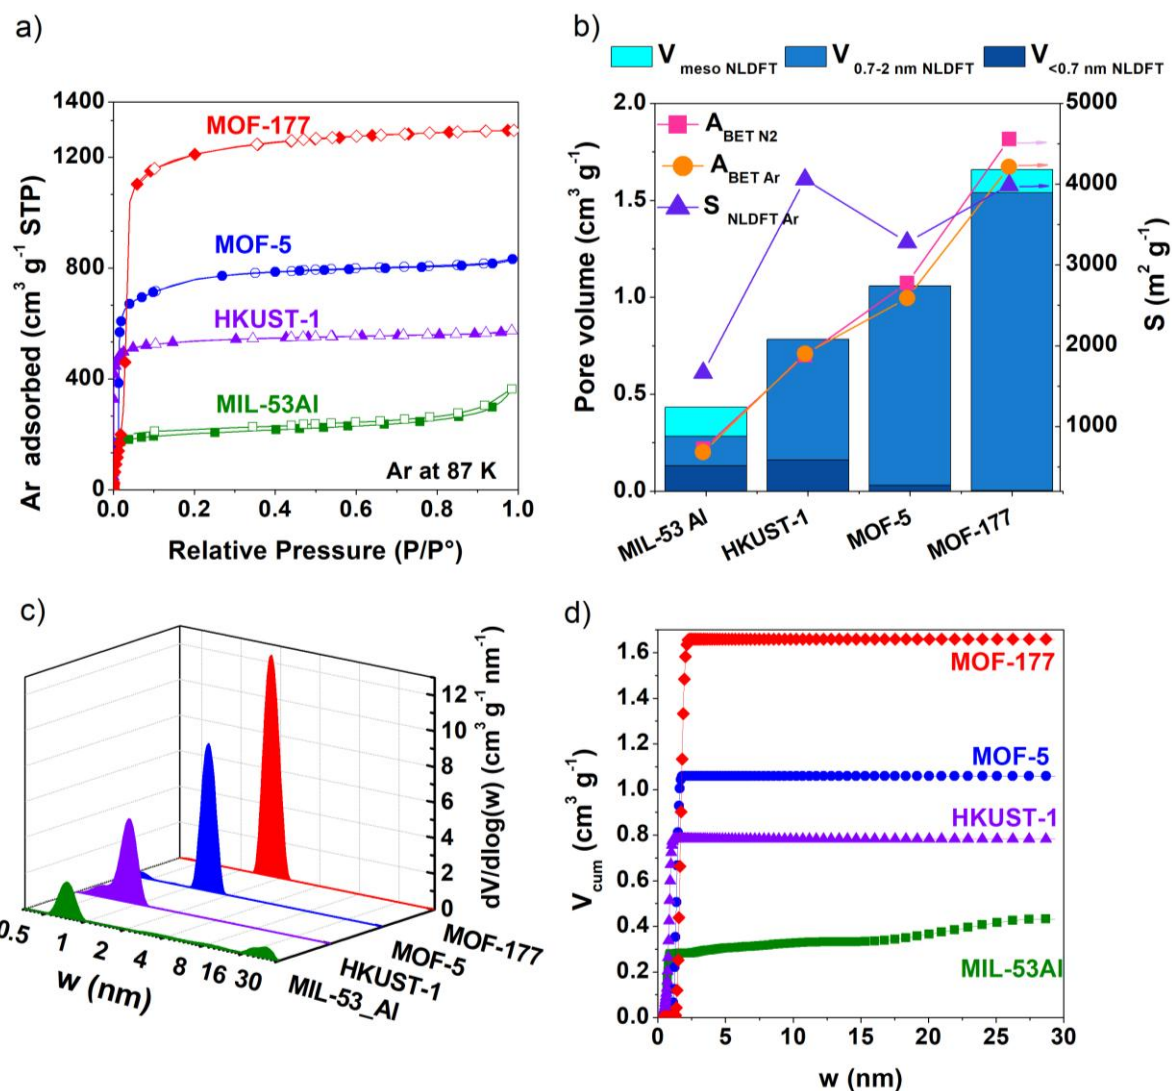 a)
Ar adsorbed (cm³ g⁻¹ STP)
1400
1200
800
400
0
MOF-177
MOF-5
HKUST-1
MIL-53Al
Ar at 87 K
0.0 0.2 0.4 0.6 0.8 1.0
Relative Pressure (P/P°)
b)
V meso NLDFT V 0.7-2 nm NLDFT V <0.7 nm NLDFT
Pore volume (cm³ g⁻¹)
2.0
1.5
1.0
0.5
0.0
A BET N2
A BET Ar
S NLDFT Ar
5000
4000
3000
2000
1000
S (m² g⁻¹)
MIL-53 Al
HKUST-1
MOF-5
MOF-177
c)
12
10
8
6
4
2
0
dV/dlog(w) (cm³ g⁻¹ nm⁻¹)
0.5 1 2 4 8 16 30
w (nm)
MOF-177
MOF-5
HKUST-1
MIL-53_Al
d)
V cum (cm³ g⁻¹)
1.6
1.4
1.2
1.0
0.8
0.6
0.4
0.2
0.0
MOF-177
MOF-5
HKUST-1
MIL-53Al
0 5 10 15 20 25 30
w (nm)